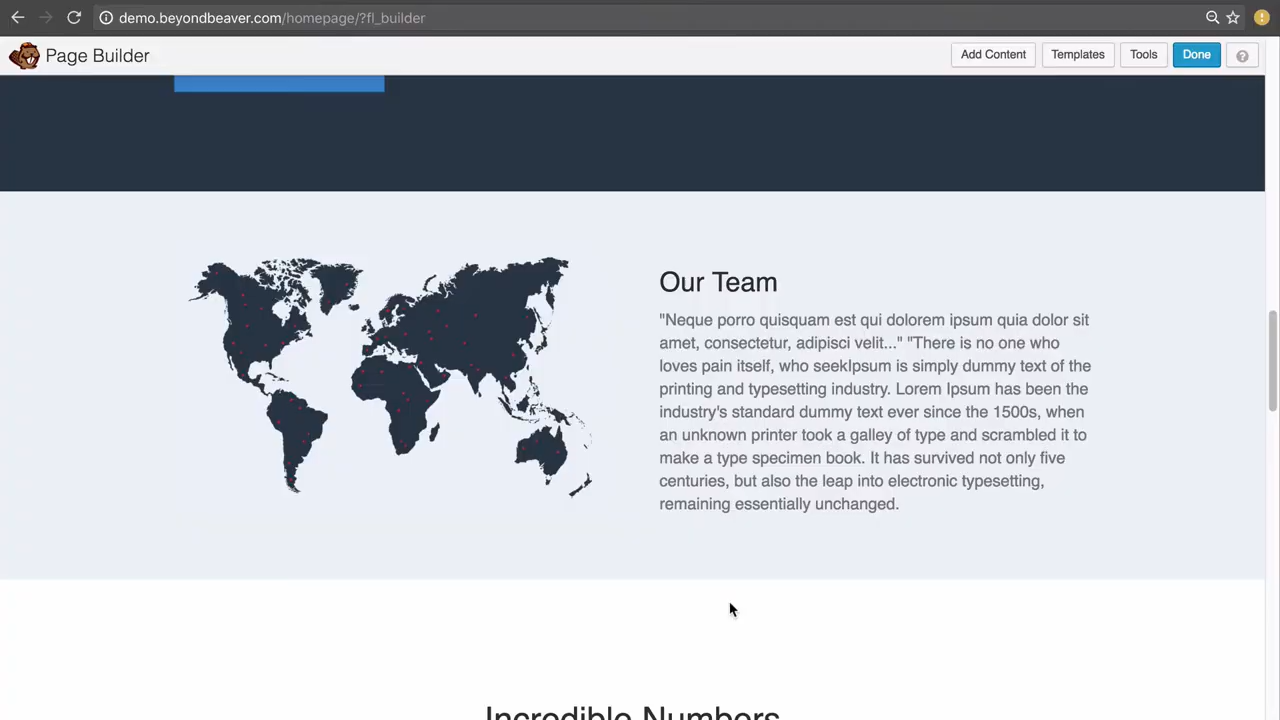 demo.beyondbeaver.com/homepage/?fl_builder
Page Builder
Add Content
Templates
Tools
Done
?
Our Team
"Neque porro quisquam est qui dolorem ipsum quia dolor sit
amet, consectetur, adipisci velit..." "There is no one who
loves pain itself, who seekIpsum is simply dummy text of the
printing and typesetting industry. Lorem Ipsum has been the
industry's standard dummy text ever since the 1500s, when
an unknown printer took a galley of type and scrambled it to
make a type specimen book. It has survived not only five
centuries, but also the leap into electronic typesetting,
remaining essentially unchanged.
Incredible Numbers